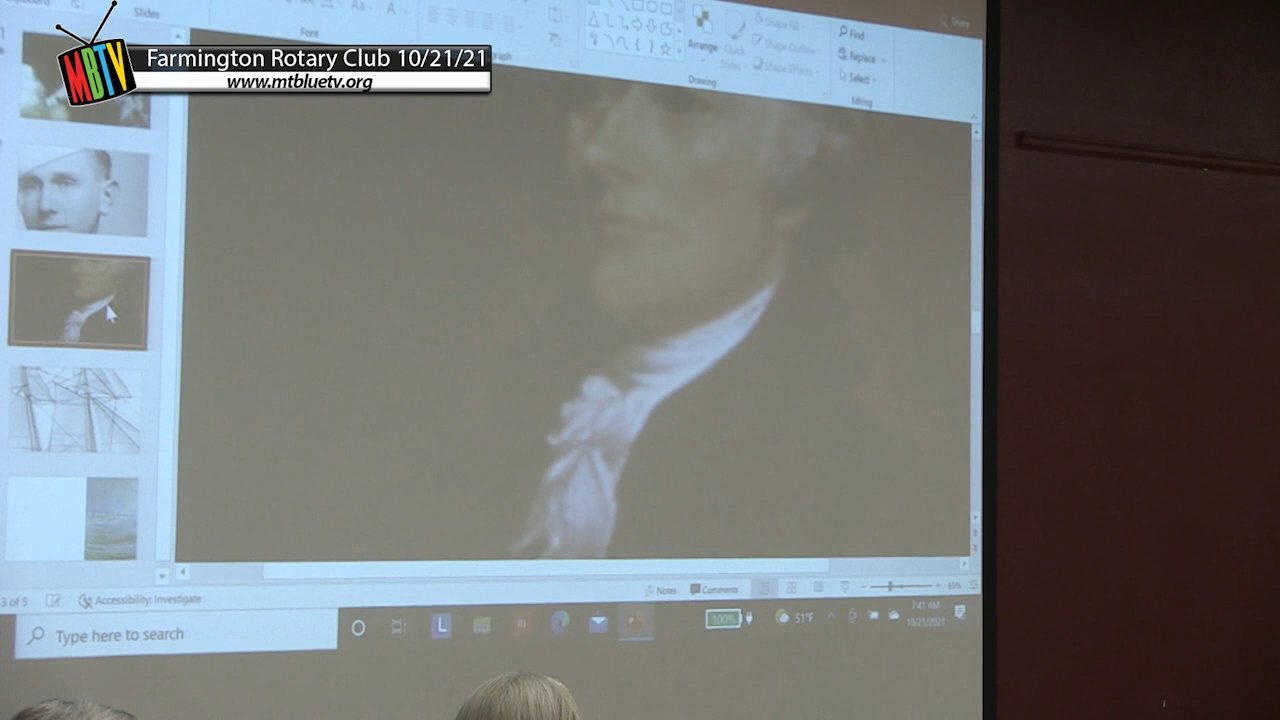 Slides
Font
Aa
A
Arrange
Quick
Styles
Shape Fill
Shape Outline
Shape Effects
Drawing
Share
Find
Replace
Select
Editing
MBTV
Farmington Rotary Club 10/21/21
www.mtbluetv.org
3 of 5
Accessibility: Investigate
Notes
Comments
Type here to search
L
100%
51°F
7:41 AM
10/21/2021